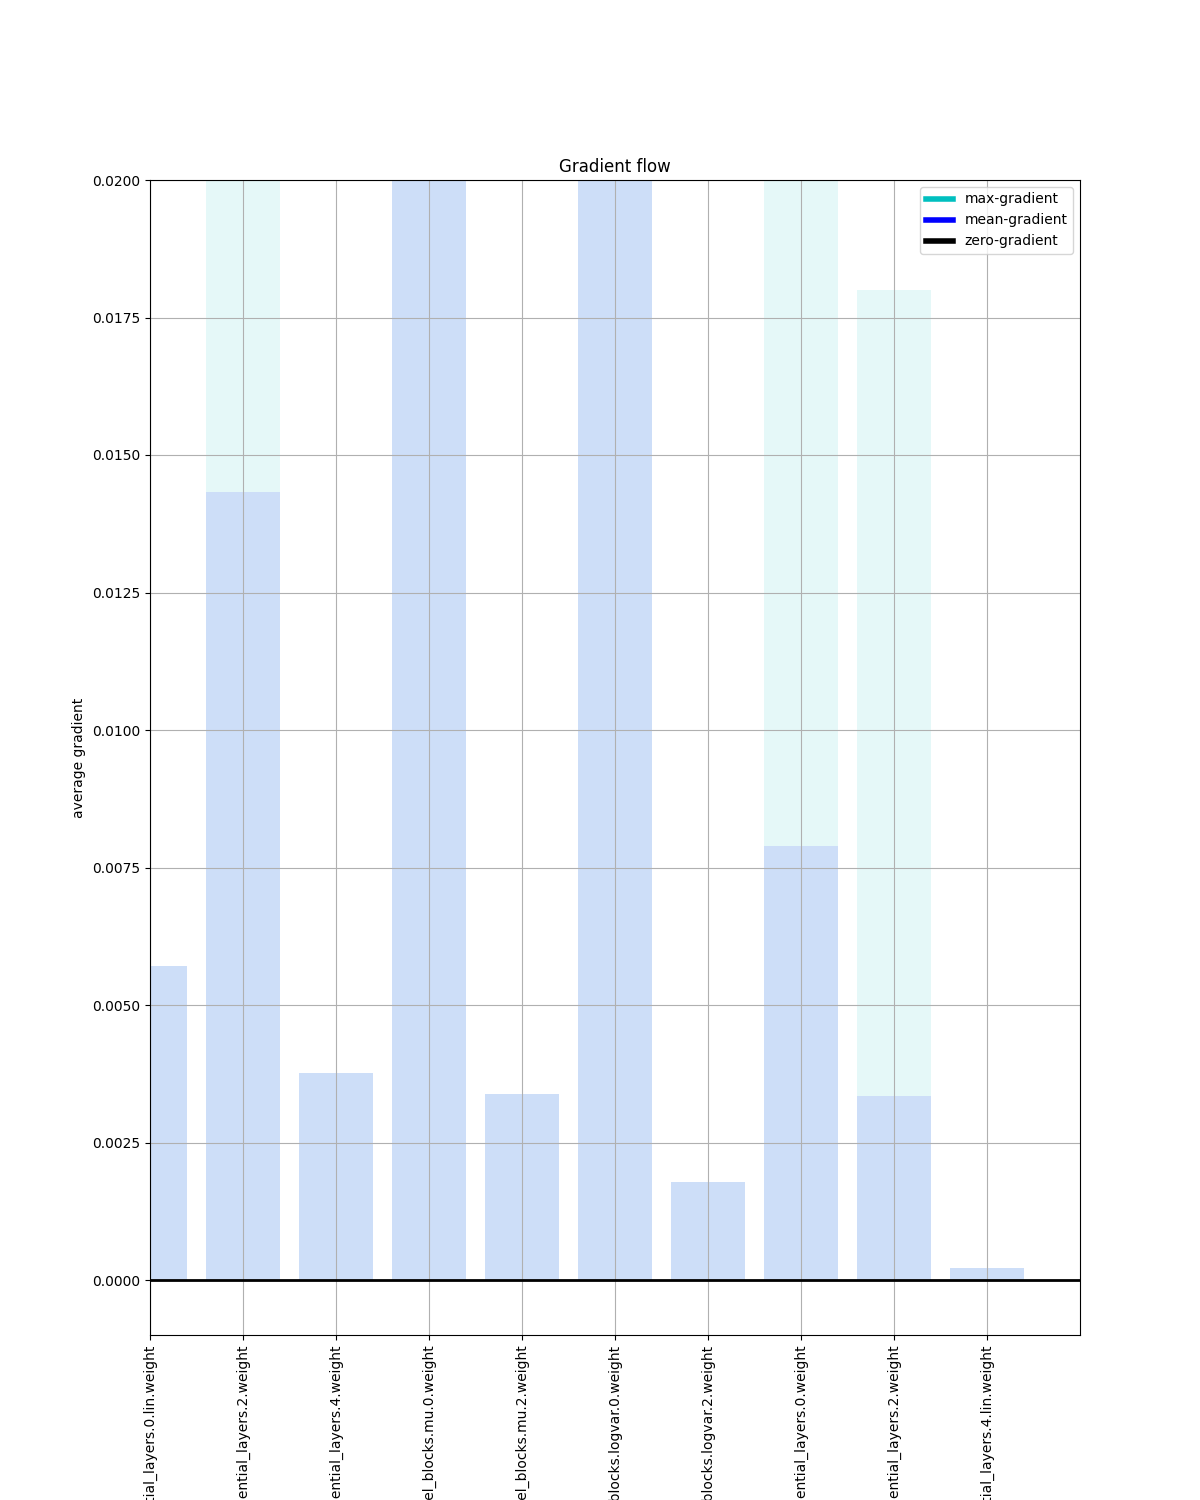 Gradient flow
max-gradient
mean-gradient
zero-gradient
0.0200
0.0175
0.0150
0.0125
0.0100
0.0075
0.0050
0.0025
0.0000
average gradient
tial_layers.0.lin.weight
ential_layers.2.weight
ential_layers.4.weight
el_blocks.mu.0.weight
el_blocks.mu.2.weight
blocks.logvar.0.weight
blocks.logvar.2.weight
ential_layers.0.weight
ential_layers.2.weight
tial_layers.4.lin.weight